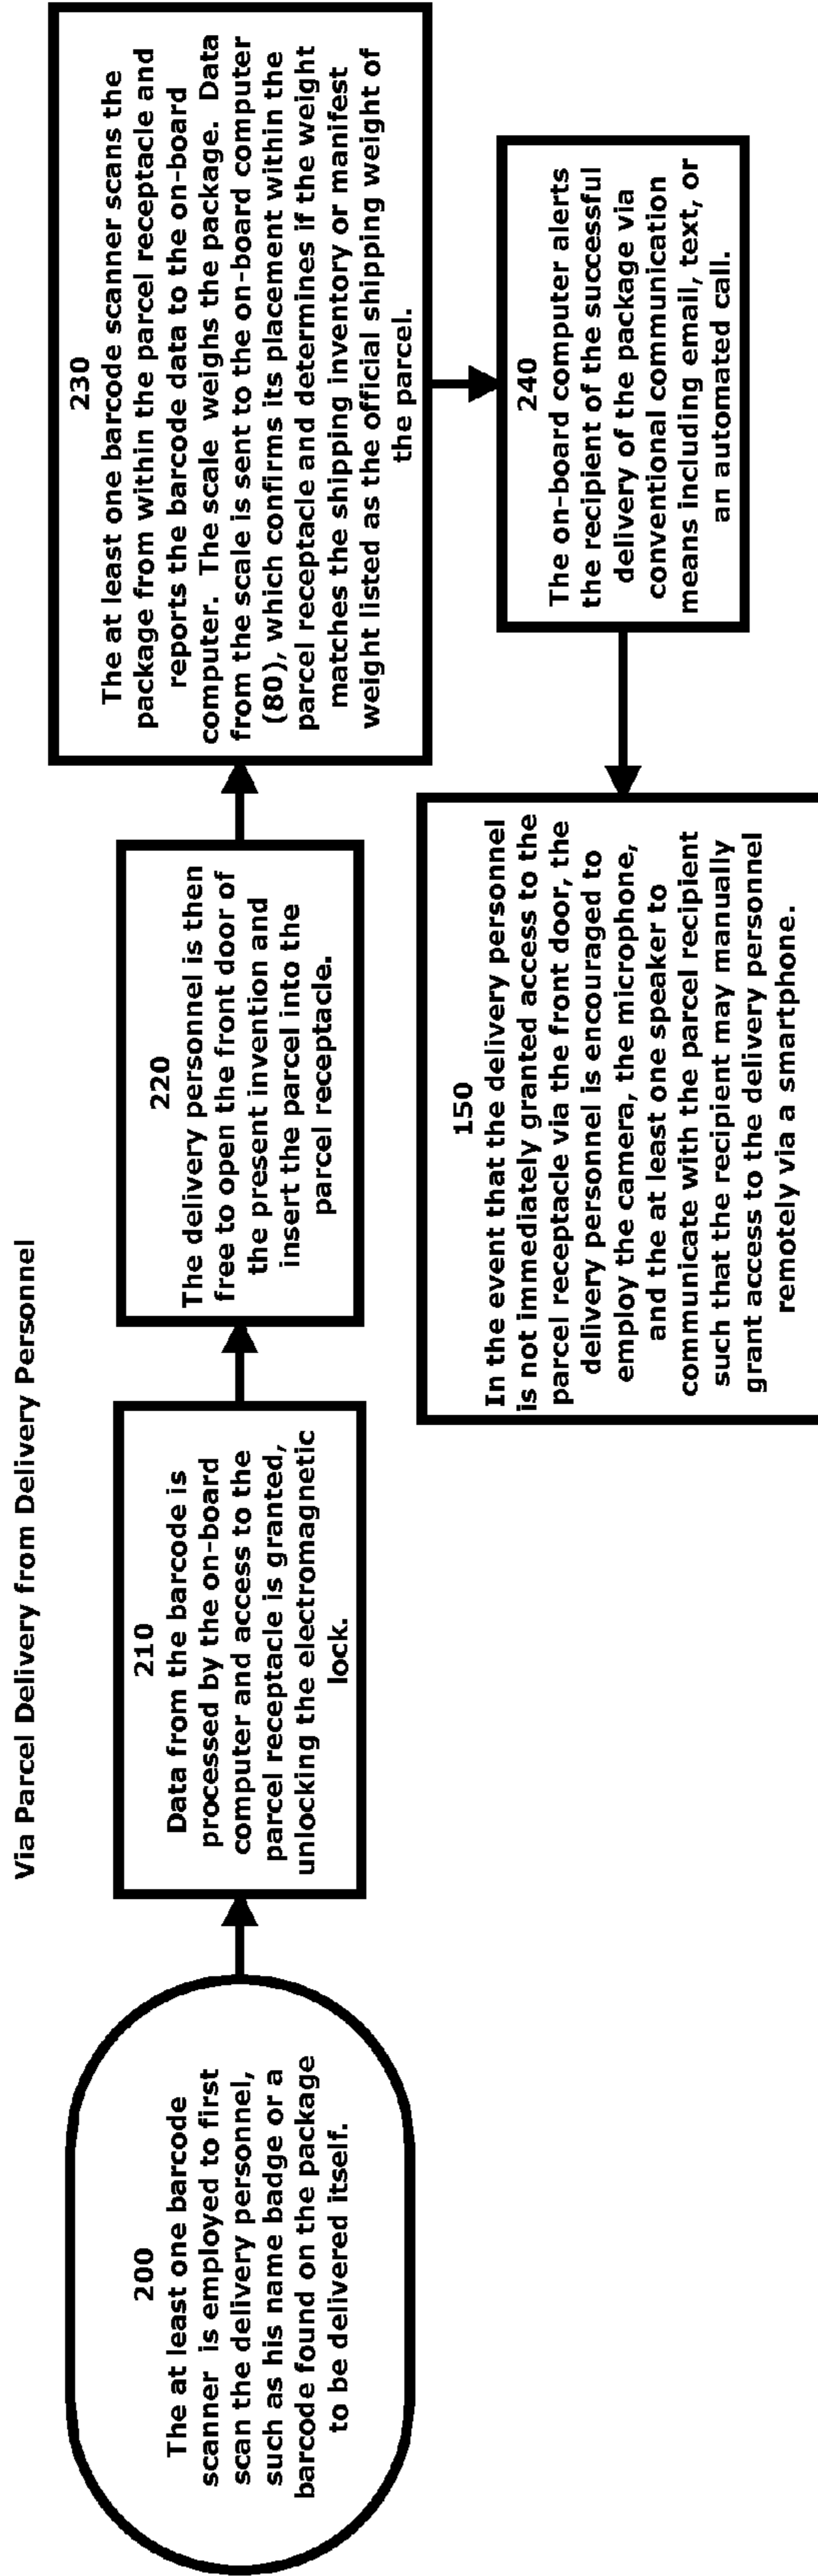 Via Parcel Delivery from Delivery Personnel
200
The at least one barcode
scanner is employed to first
scan the delivery personnel,
such as his name badge or a
barcode found on the package
to be delivered itself.
210
Data from the barcode is
processed by the on-board
computer and access to the
parcel receptacle is granted,
unlocking the electromagnetic
lock.
220
The delivery personnel is then
free to open the front door of
the present invention and
insert the parcel into the
parcel receptacle.
230
The at least one barcode scanner scans the
package from within the parcel receptacle and
reports the barcode data to the on-board
computer. The scale weighs the package. Data
from the scale is sent to the on-board computer
(80), which confirms its placement within the
parcel receptacle and determines if the weight
matches the shipping inventory or manifest
weight listed as the official shipping weight of
the parcel.
240
The on-board computer alerts
the recipient of the successful
delivery of the package via
conventional communication
means including email, text, or
an automated call.
150
In the event that the delivery personnel
is not immediately granted access to the
parcel receptacle via the front door, the
delivery personnel is encouraged to
employ the camera, the microphone,
and the at least one speaker to
communicate with the parcel recipient
such that the recipient may manually
grant access to the delivery personnel
remotely via a smartphone.